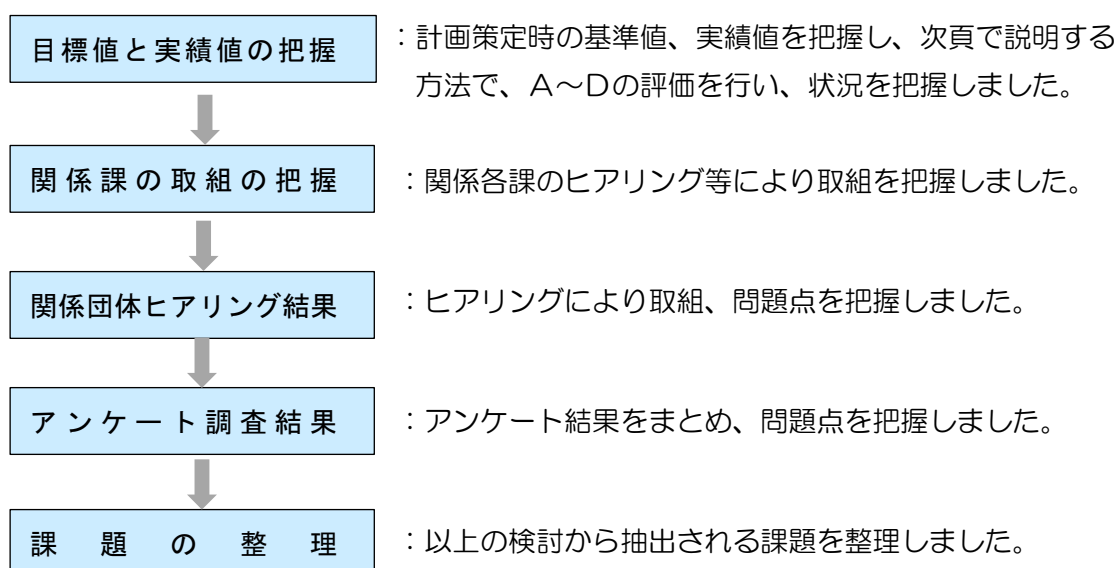 目標値と実績値の把握
:計画策定時の基準値、実績値を把握し、次頁で説明する
方法で、A~Dの評価を行い、状況を把握しました。
関係課の取組の把握
:関係各課のヒアリング等により取組を把握しました。
関係団体ヒアリング結果
:ヒアリングにより取組、問題点を把握しました。
アンケート調査結果
:アンケート結果をまとめ、問題点を把握しました。
課題の整理
:以上の検討から抽出される課題を整理しました。